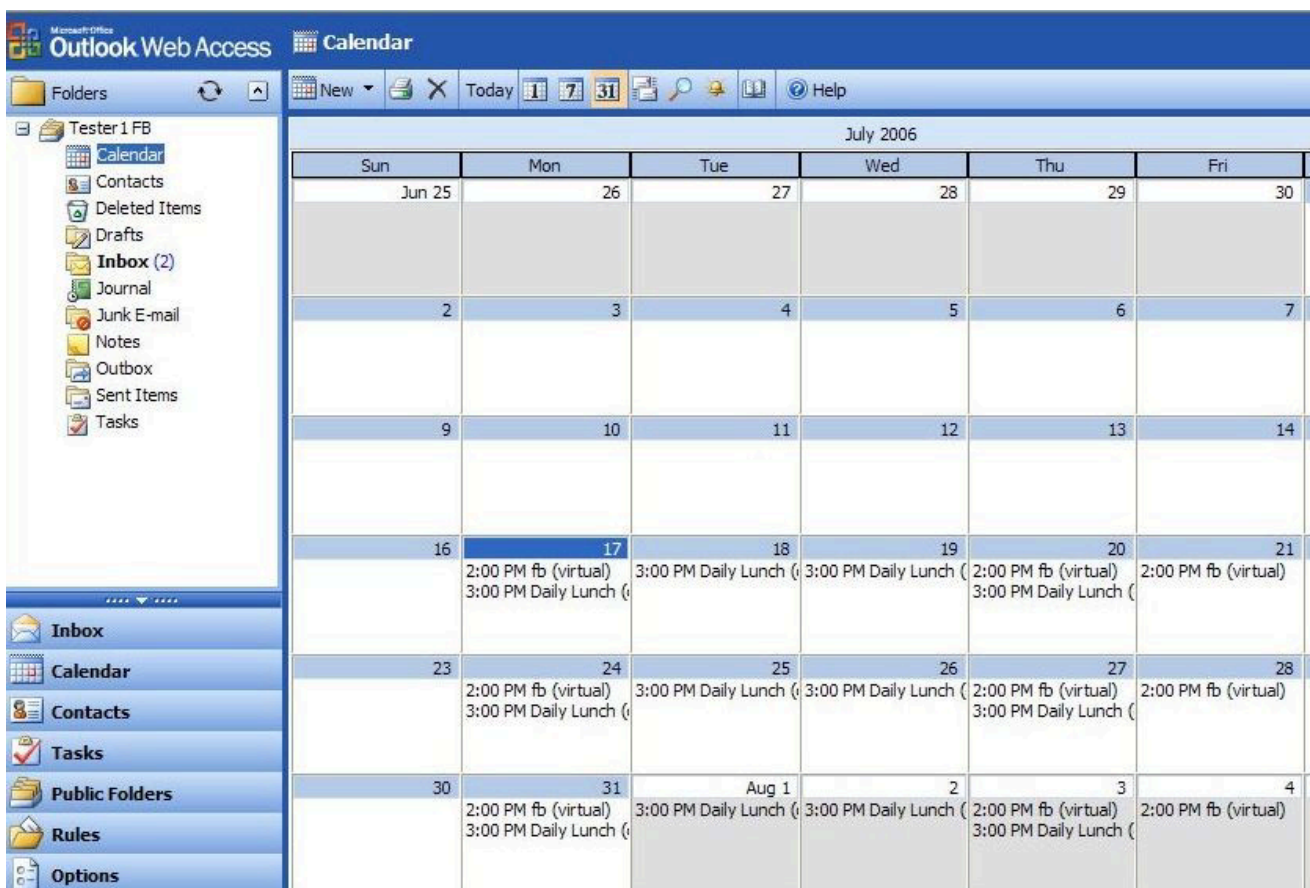 Microsoft Office
Outlook Web Access
Calendar
Folders
New
Today 1 7 31
Help
Tester1 FB
Calendar
Contacts
Deleted Items
Drafts
Inbox (2)
Journal
Junk E-mail
Notes
Outbox
Sent Items
Tasks
Inbox
Calendar
Contacts
Tasks
Public Folders
Rules
Options
July 2006
Sun Mon Tue Wed Thu Fri
Jun 25 26 27 28 29 30
2 3 4 5 6 7
9 10 11 12 13 14
16 17 18 19 20 21
2:00 PM fb (virtual) 3:00 PM Daily Lunch ( 3:00 PM Daily Lunch ( 2:00 PM fb (virtual) 2:00 PM fb (virtual)
3:00 PM Daily Lunch ( 3:00 PM Daily Lunch (
23 24 25 26 27 28
2:00 PM fb (virtual) 3:00 PM Daily Lunch ( 3:00 PM Daily Lunch ( 2:00 PM fb (virtual) 2:00 PM fb (virtual)
3:00 PM Daily Lunch ( 3:00 PM Daily Lunch (
30 31 Aug 1 2 3 4
2:00 PM fb (virtual) 3:00 PM Daily Lunch ( 3:00 PM Daily Lunch ( 2:00 PM fb (virtual) 2:00 PM fb (virtual)
3:00 PM Daily Lunch ( 3:00 PM Daily Lunch (